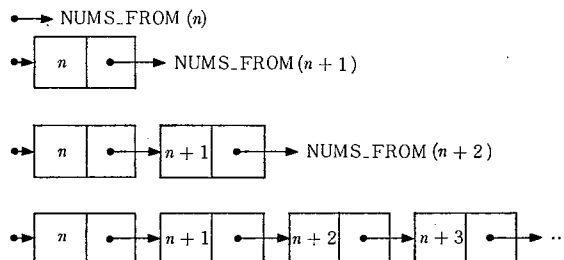 NUMS_FROM (n)
n NUMS_FROM (n + 1)
n n + 1 NUMS_FROM (n + 2)
n n + 1 n + 2 n + 3 ··